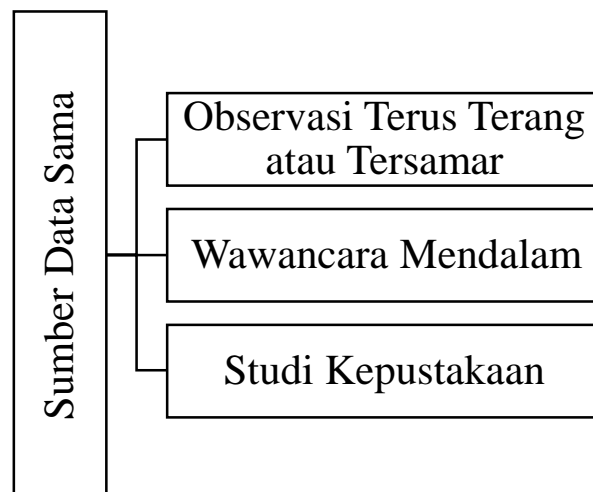 Sumber Data Sama
Observasi Terus Terang
atau Tersamar
Wawancara Mendalam
Studi Kepustakaan